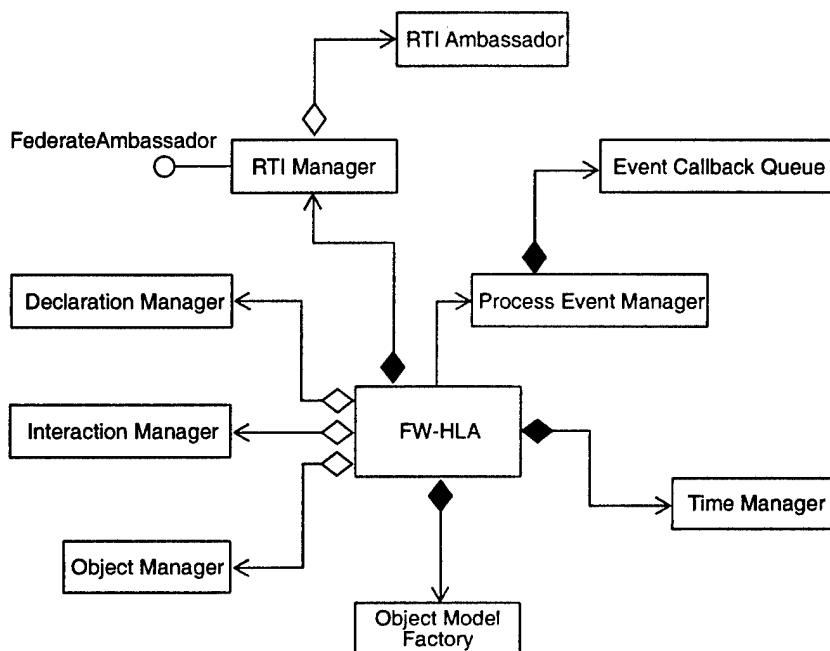 RTI Ambassador
FederateAmbassador
RTI Manager
Event Callback Queue
Declaration Manager
Process Event Manager
Interaction Manager
FW-HLA
Time Manager
Object Manager
Object Model
Factory